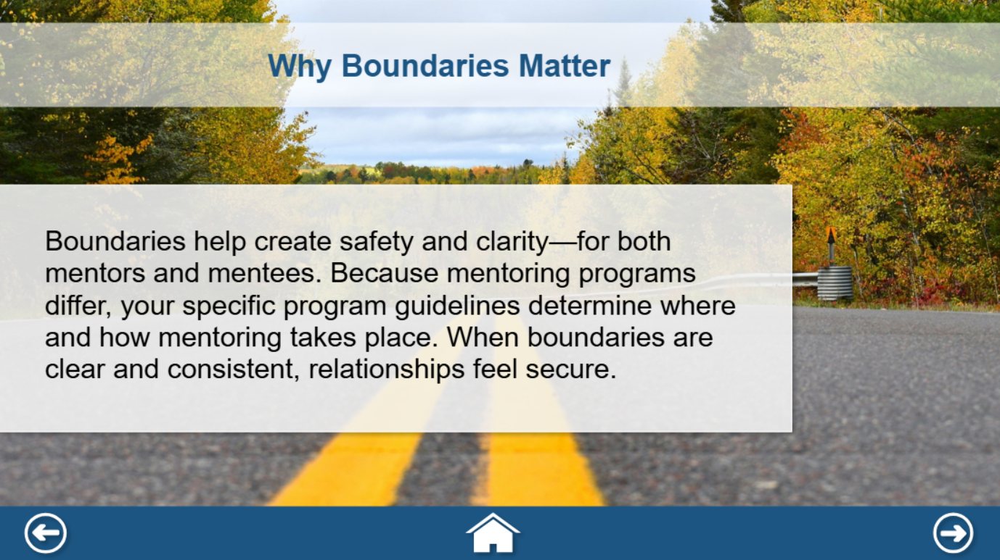 Why Boundaries Matter
Boundaries help create safety and clarity—for both
mentors and mentees. Because mentoring programs
differ, your specific program guidelines determine where
and how mentoring takes place. When boundaries are
clear and consistent, relationships feel secure.